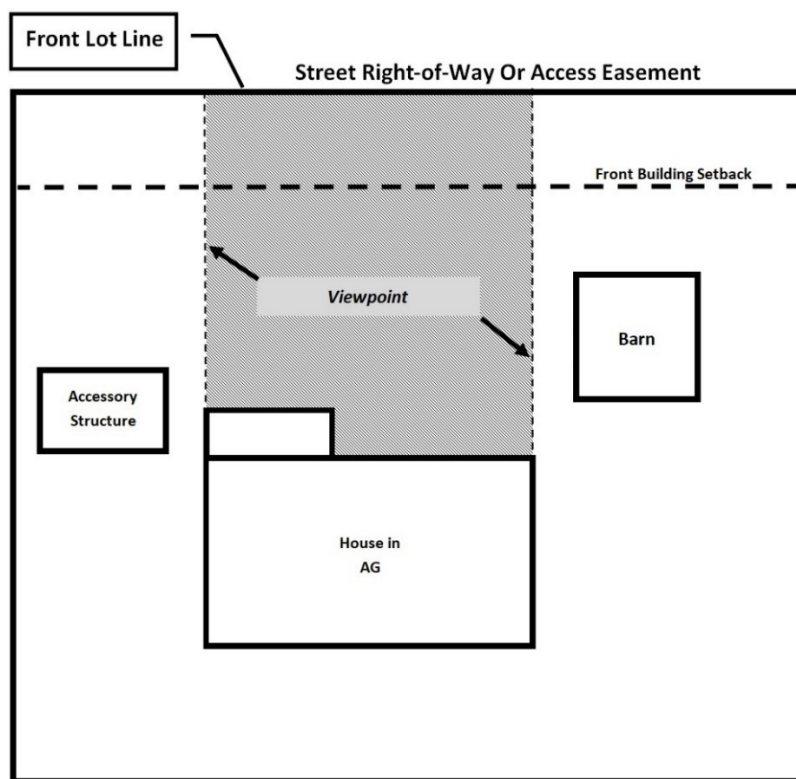 Front Lot Line
Street Right-of-Way Or Access Easement
Front Building Setback
Viewpoint
Barn
Accessory
Structure
House in
AG